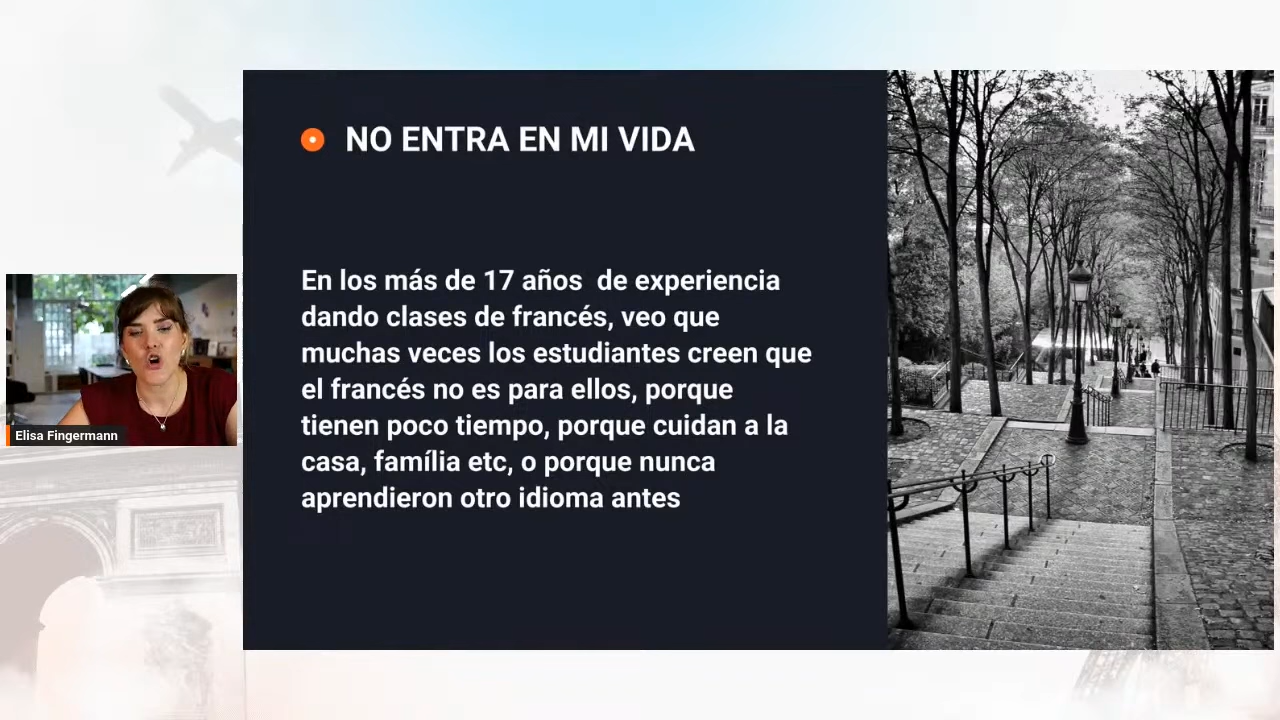 NO ENTRA EN MI VIDA
En los más de 17 años  de experiencia
dando clases de francés, veo que
muchas veces los estudiantes creen que
el francés no es para ellos, porque
tienen poco tiempo, porque cuidan a la
casa, família etc, o porque nunca
aprendieron otro idioma antes
Elisa Fingermann